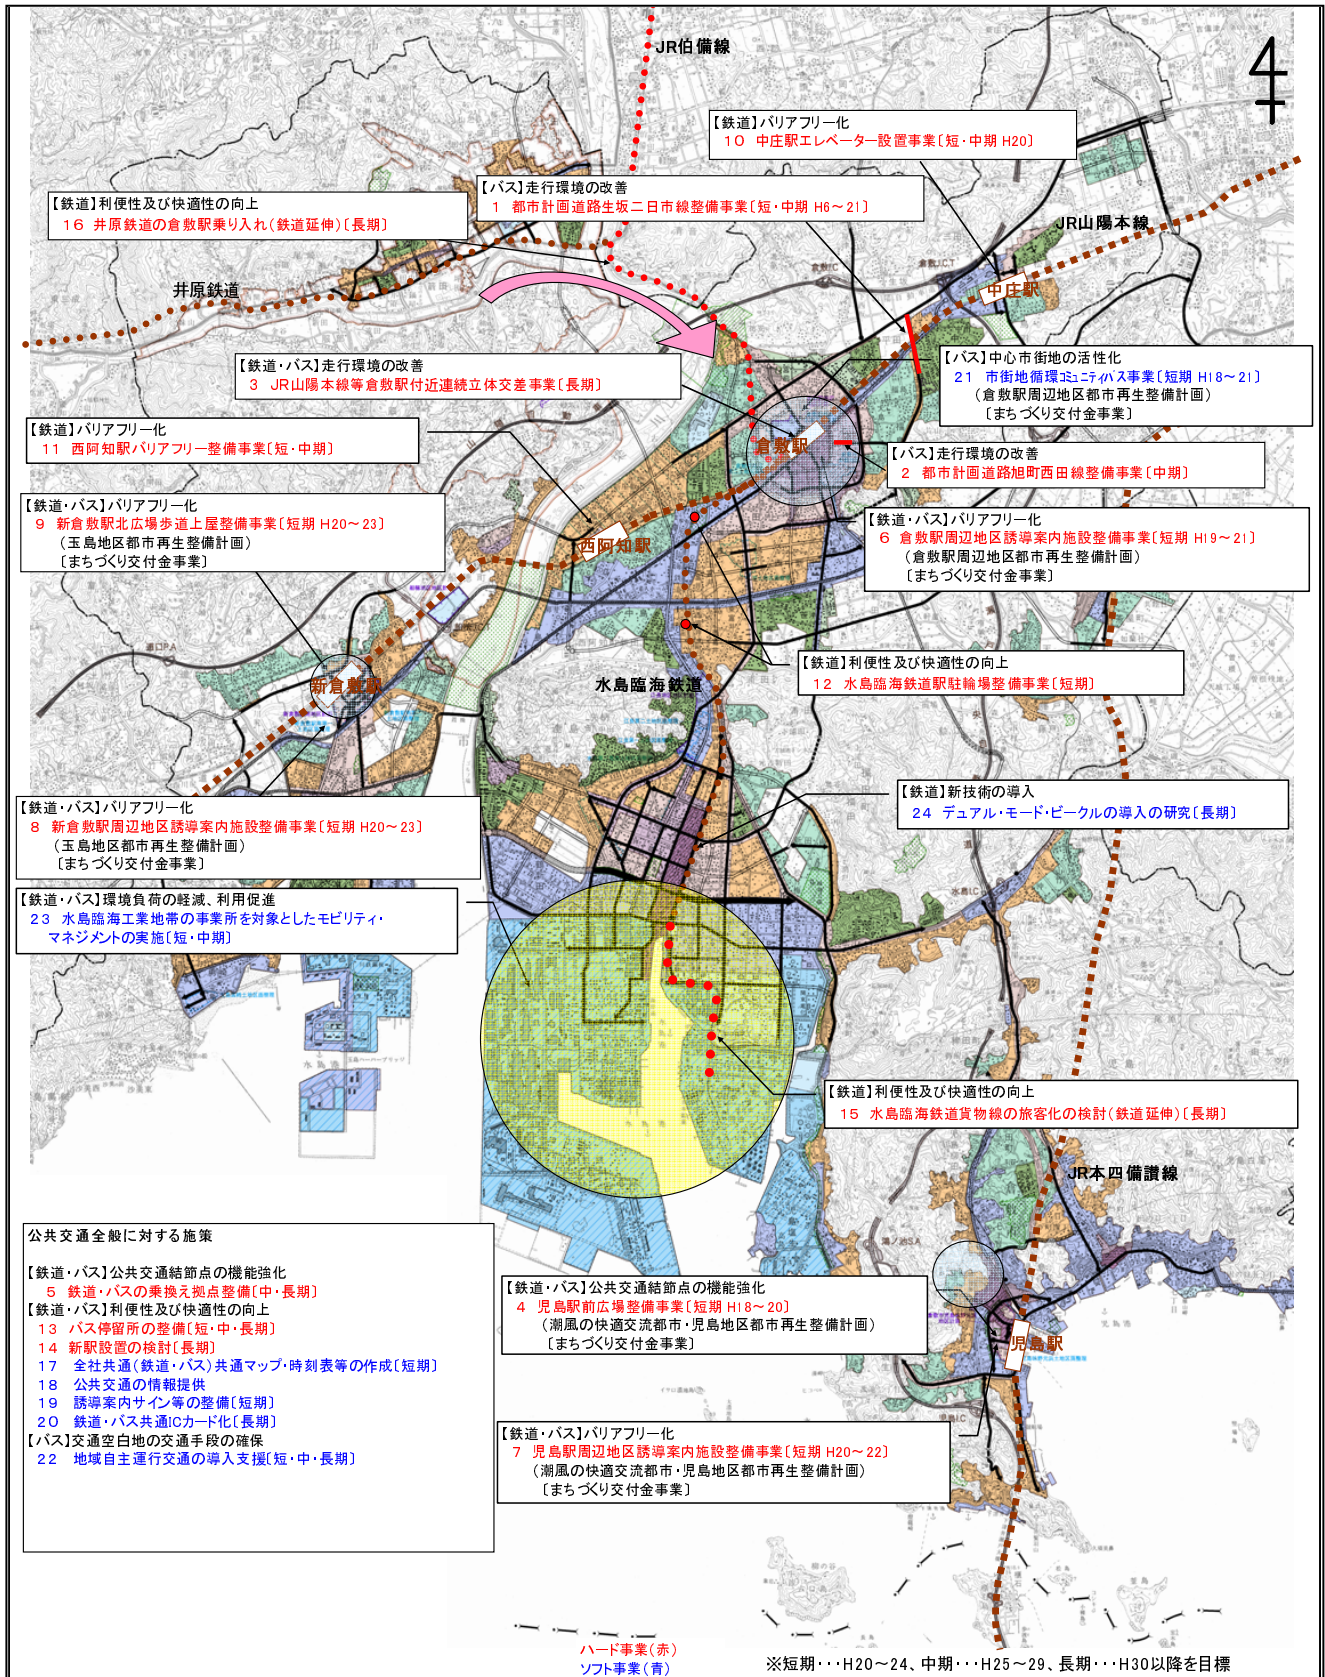 JR伯備線
【鉄道】バリアフリー化
10 中庄駅エレベーター設置事業〔短・中期 H20〕
【バス】走行環境の改善
1 都市計画道路生坂二日市線整備事業〔短・中期 H6～21〕
【鉄道】利便性及び快適性の向上
16 井原鉄道の倉敷駅乗り入れ(鉄道延伸)〔長期〕
JR山陽本線
倉敷IC
倉敷J.C.T
中庄駅
井原鉄道
【鉄道・バス】走行環境の改善
3 JR山陽本線等倉敷駅付近連続立体交差事業〔長期〕
【バス】中心市街地の活性化
21 市街地循環コミュニティバス事業〔短期 H18～21〕
(倉敷駅周辺地区都市再生整備計画)
〔まちづくり交付金事業〕
【鉄道】バリアフリー化
11 西阿知駅バリアフリー整備事業〔短・中期〕
倉敷駅
【バス】走行環境の改善
2 都市計画道路旭町西田線整備事業〔中期〕
【鉄道・バス】バリアフリー化
9 新倉敷駅北広場歩道上屋整備事業〔短期 H20～23〕
(玉島地区都市再生整備計画)
〔まちづくり交付金事業〕
西阿知駅
【鉄道・バス】バリアフリー化
6 倉敷駅周辺地区誘導案内施設整備事業〔短期 H19～21〕
(倉敷駅周辺地区都市再生整備計画)
〔まちづくり交付金事業〕
新倉敷駅
水島臨海鉄道
【鉄道】利便性及び快適性の向上
12 水島臨海鉄道駅駐輪場整備事業〔短期〕
【鉄道・バス】バリアフリー化
8 新倉敷駅周辺地区誘導案内施設整備事業〔短期 H20～23〕
(玉島地区都市再生整備計画)
〔まちづくり交付金事業〕
【鉄道】新技術の導入
24 デュアル・モード・ビークルの導入の研究〔長期〕
水島I.C
【鉄道・バス】環境負荷の軽減、利用促進
23 水島臨海工業地帯の事業所を対象としたモビリティ・
マネジメントの実施〔短・中期〕
【鉄道】利便性及び快適性の向上
15 水島臨海鉄道貨物線の旅客化の検討(鉄道延伸)〔長期〕
JR本四備讃線
公共交通全般に対する施策
【鉄道・バス】公共交通結節点の機能強化
5 鉄道・バスの乗換え拠点整備〔中・長期〕
【鉄道・バス】利便性及び快適性の向上
13 バス停留所の整備〔短・中・長期〕
14 新駅設置の検討〔長期〕
17 全社共通(鉄道・バス)共通マップ・時刻表等の作成〔短期〕
18 公共交通の情報提供
19 誘導案内サイン等の整備〔短期〕
20 鉄道・バス共通ICカード化〔長期〕
【バス】交通空白地の交通手段の確保
22 地域自主運行交通の導入支援〔短・中・長期〕
【鉄道・バス】公共交通結節点の機能強化
4 児島駅前広場整備事業〔短期 H18～20〕
(潮風の快適交流都市・児島地区都市再生整備計画)
〔まちづくり交付金事業〕
児島駅
児島I.C
【鉄道・バス】バリアフリー化
7 児島駅周辺地区誘導案内施設整備事業〔短期 H20～22〕
(潮風の快適交流都市・児島地区都市再生整備計画)
〔まちづくり交付金事業〕
ハード事業(赤)
ソフト事業(青)
※短期・・・H20～24、中期・・・H25～29、長期・・・H30以降を目標